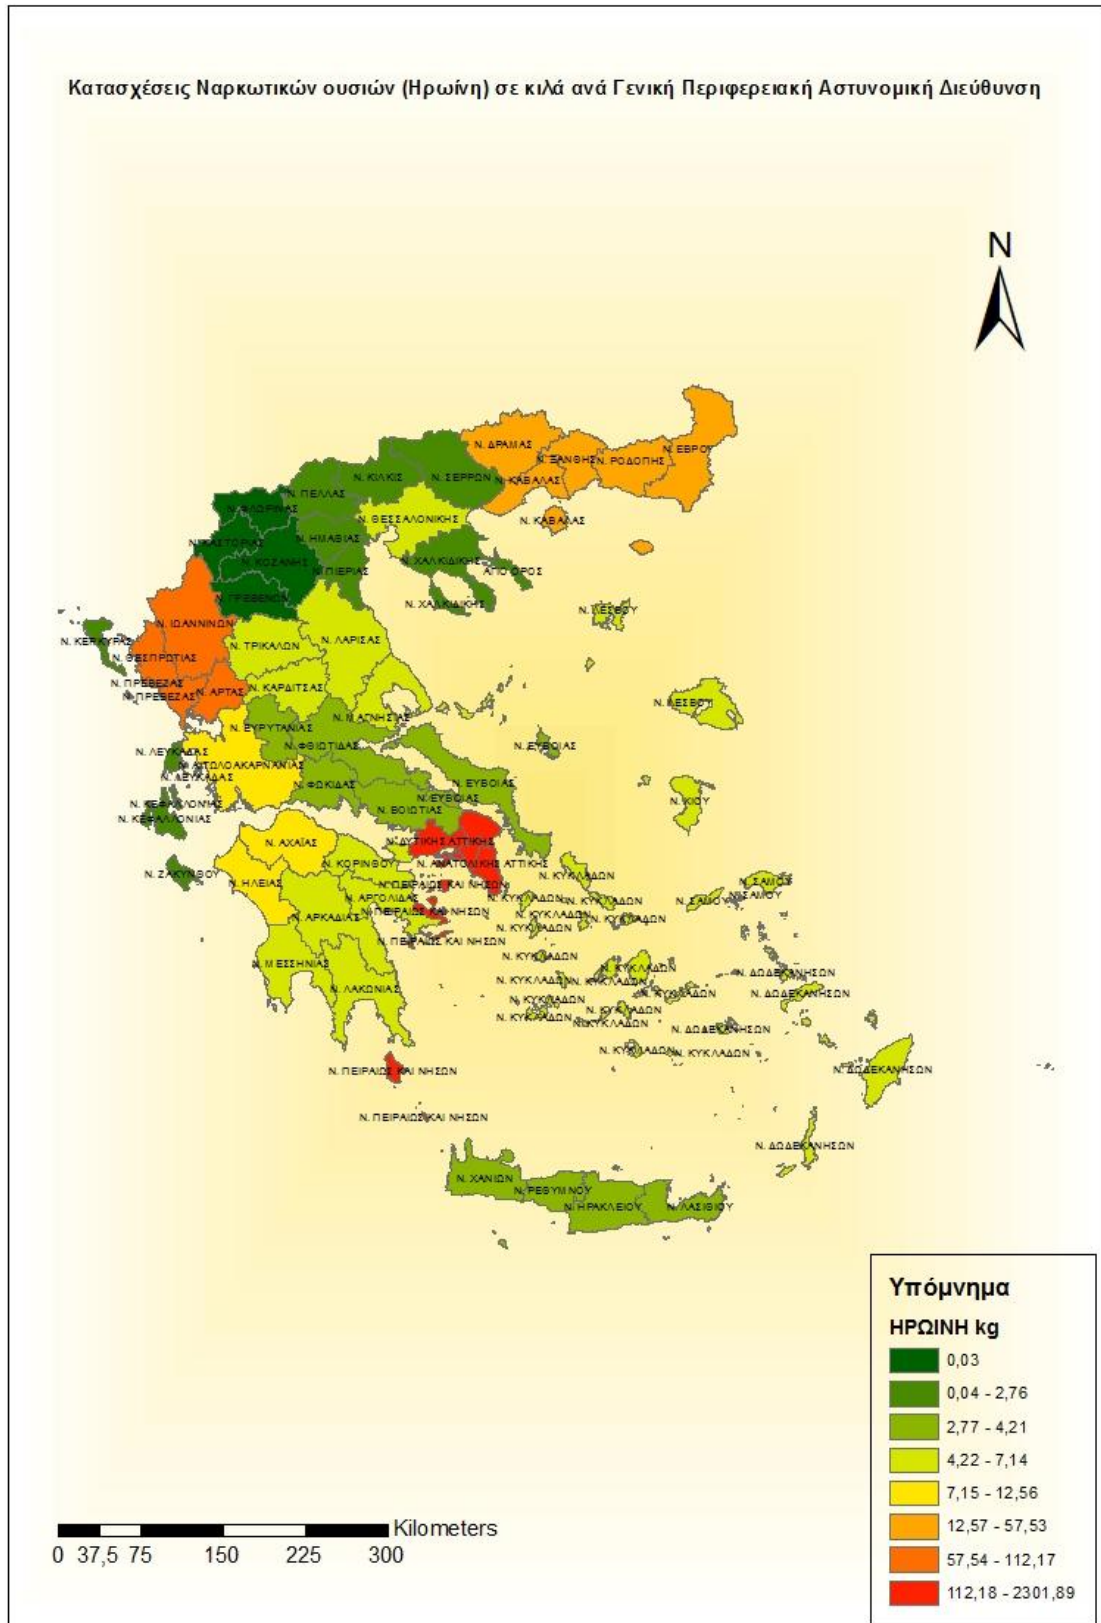 Κατασχέσεις Ναρκωτικών ουσιών (Ηρωίνη) σε κιλά ανά Γενική Περιφερειακή Αστυνομική Διεύθυνση
N
Ν. ΔΡΑΜΑΣ
Ν. ΞΑΝΘΗΣ
Ν. ΡΟΔΟΠΗΣ
Ν. ΕΒΡΟΥ
Ν. ΚΙΛΚΙΣ
Ν. ΣΕΡΡΩΝ
Ν. ΚΑΒΑΛΑΣ
Ν. ΠΕΛΛΑΣ
Ν. ΦΛΩΡΙΝΑΣ
Ν. ΘΕΣΣΑΛΟΝΙΚΗΣ
Ν. ΚΑΒΑΛΑΣ
Ν. ΚΑΣΤΟΡΙΑΣ
Ν. ΗΜΑΘΙΑΣ
Ν. ΚΟΖΑΝΗΣ
Ν. ΠΙΕΡΙΑΣ
Ν. ΧΑΛΚΙΔΙΚΗΣ
ΑΓΙΟ ΟΡΟΣ
Ν. ΓΡΕΒΕΝΩΝ
Ν. ΧΑΛΚΙΔΙΚΗΣ
Ν. ΛΕΣΒΟΥ
Ν. ΙΩΑΝΝΙΝΩΝ
Ν. ΚΕΡΚΥΡΑΣ
Ν. ΤΡΙΚΑΛΩΝ
Ν. ΛΑΡΙΣΑΣ
Ν. ΘΕΣΠΡΩΤΙΑΣ
Ν. ΠΡΕΒΕΖΑΣ
Ν. ΠΡΕΒΕΖΑΣ
Ν. ΑΡΤΑΣ
Ν. ΚΑΡΔΙΤΣΑΣ
Ν. ΛΕΣΒΟΥ
Ν. ΜΑΓΝΗΣΙΑΣ
Ν. ΕΥΡΥΤΑΝΙΑΣ
Ν. ΦΘΙΩΤΙΔΑΣ
Ν. ΕΥΒΟΙΑΣ
Ν. ΛΕΥΚΑΔΑΣ
Ν. ΑΙΤΩΛΟΑΚΑΡΝΑΝΙΑΣ
Ν. ΛΕΥΚΑΔΑΣ
Ν. ΦΩΚΙΔΑΣ
Ν. ΕΥΒΟΙΑΣ
Ν. ΕΥΒΟΙΑΣ
Ν. ΚΕΦΑΛΛΟΝΙΑΣ
Ν. ΚΕΦΑΛΛΟΝΙΑΣ
Ν. ΒΟΙΩΤΙΑΣ
Ν. ΧΙΟΥ
Ν. ΑΧΑΪΑΣ
Ν. ΔΥΤΙΚΗΣ ΑΤΤΙΚΗΣ
Ν. ΚΟΡΙΝΘΟΥ
Ν. ΑΝΑΤΟΛΙΚΗΣ ΑΤΤΙΚΗΣ
Ν. ΖΑΚΥΝΘΟΥ
Ν. ΗΛΕΙΑΣ
Ν. ΠΕΙΡΑΙΩΣ ΚΑΙ ΝΗΣΩΝ
Ν. ΚΥΚΛΑΔΩΝ
Ν. ΣΑΜΟΥ
Ν. ΣΑΜΟΥ
Ν. ΣΑΜΟΥ
Ν. ΑΡΓΟΛΙΔΑΣ
Ν. ΚΥΚΛΑΔΩΝ
Ν. ΚΥΚΛΑΔΩΝ
Ν. ΑΡΚΑΔΙΑΣ
Ν. ΠΕΙΡΑΙΩΣ ΚΑΙ ΝΗΣΩΝ
Ν. ΚΥΚΛΑΔΩΝ
Ν. ΚΥΚΛΑΔΩΝ
Ν. ΚΥΚΛΑΔΩΝ
Ν. ΠΕΙΡΑΙΩΣ ΚΑΙ ΝΗΣΩΝ
Ν. ΚΥΚΛΑΔΩΝ
Ν. ΜΕΣΣΗΝΙΑΣ
Ν. ΚΥΚΛΑΔΩΝ
Ν. ΔΩΔΕΚΑΝΗΣΩΝ
Ν. ΚΥΚΛΑΔΩΝ
Ν. ΚΥΚΛΑΔΩΝ
Ν. ΛΑΚΩΝΙΑΣ
Ν. ΚΥΚΛΑΔΩΝ
Ν. ΔΩΔΕΚΑΝΗΣΩΝ
Ν. ΚΥΚΛΑΔΩΝ
Ν. ΚΥΚΛΑΔΩΝ
Ν. ΚΥΚΛΑΔΩΝ
Ν. ΚΥΚΛΑΔΩΝ
Ν. ΔΩΔΕΚΑΝΗΣΩΝ
Ν. ΚΥΚΛΑΔΩΝ
Ν. ΚΥΚΛΑΔΩΝ
Ν. ΠΕΙΡΑΙΩΣ ΚΑΙ ΝΗΣΩΝ
Ν. ΔΩΔΕΚΑΝΗΣΩΝ
Ν. ΠΕΙΡΑΙΩΣ ΚΑΙ ΝΗΣΩΝ
Ν. ΔΩΔΕΚΑΝΗΣΩΝ
Ν. ΧΑΝΙΩΝ
Ν. ΡΕΘΥΜΝΟΥ
Ν. ΗΡΑΚΛΕΙΟΥ
Ν. ΛΑΣΙΘΙΟΥ
Υπόμνημα
ΗΡΩΙΝΗ kg
0,03
0,04 - 2,76
2,77 - 4,21
4,22 - 7,14
7,15 - 12,56
12,57 - 57,53
57,54 - 112,17
112,18 - 2301,89
Kilometers
0 37,5 75 150 225 300